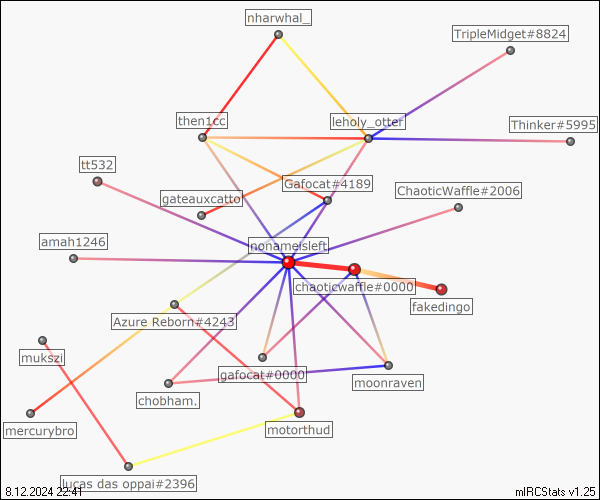 nharwhal_
TripleMidget#8824
then1cc
leholy_otter
Thinker#5995
tt532
Gafocat#4189
gateauxcatto
ChaoticWaffle#2006
amah1246
nonameisleft
chaoticwaffle#0000
fakedingo
Azure Reborn#4243
mukszi
gafocat#0000
moonraven
chobham.
mercurybro
motorthud
lucas das oppai#2396
8.12.2024 22:41
mIRCStats v1.25